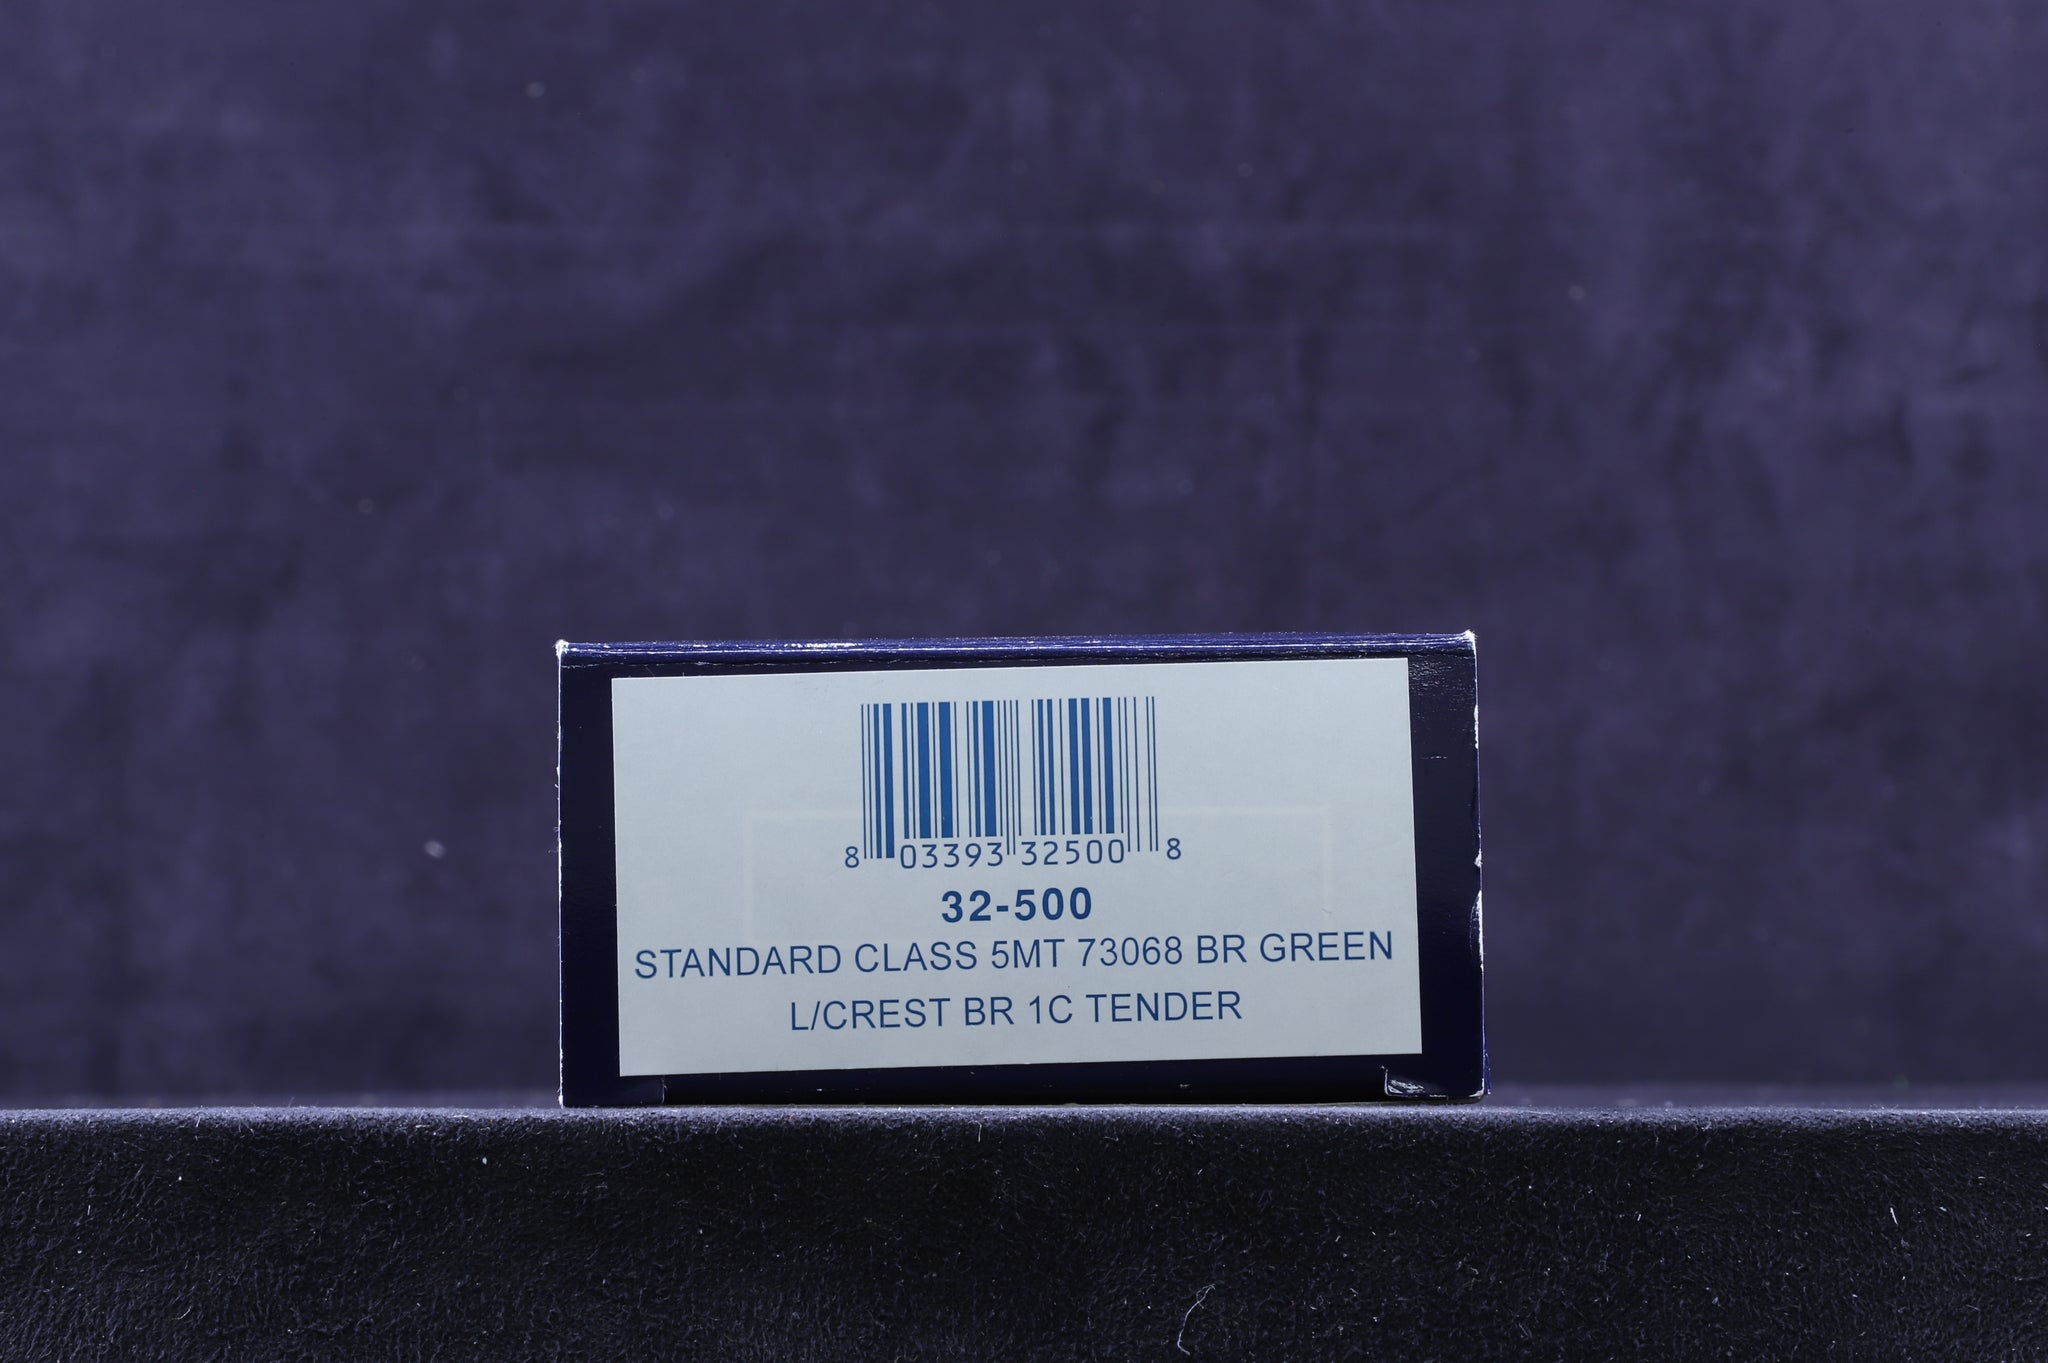 8 03393 32500 8
32-500
STANDARD CLASS 5MT 73068 BR GREEN
L/CREST BR 1C TENDER